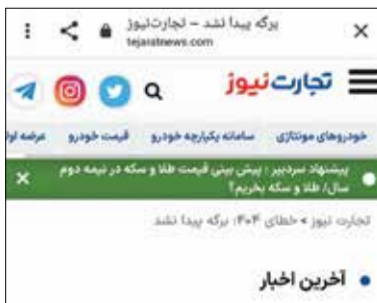 برگه پیدا نشد – تجارت‌نیوز
tejaratnews.com
تجارت‌نیوز
خودروهای مونتاژی سامانه یکپارچه خودرو قیمت خودرو عرضه اول
پیشنهاد سردبیر : پیش بینی قیمت طلا و سکه در نیمه دوم
سال/ طلا و سکه بخریم؟
تجارت نیوز » خطای ۴۰۴: برگه پیدا نشد
آخرین اخبار